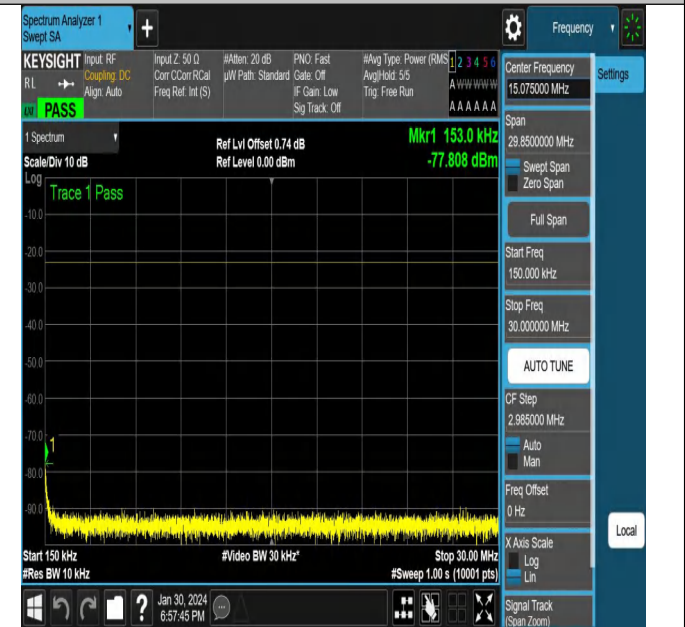 Spectrum Analyzer 1
Swept SA
+
Frequency
KEYSIGHT
RL
PASS
Input: RF
Coupling: DC
Align: Auto
Input Z: 50 Ω
Corr CCorr RCal
Freq Ref: Int (S)
#Atten: 20 dB
µW Path: Standard
PNO: Fast
Gate: Off
IF Gain: Low
Sig Track: Off
#Avg Type: Power (RMS
Avg|Hold: 5/5
Trig: Free Run
1 2 3 4 5 6
A W W W W W
A A A A A A
1 Spectrum
Scale/Div 10 dB
Ref Lvl Offset 0.74 dB
Ref Level 0.00 dBm
Mkr1 153.0 kHz
-77.808 dBm
Log
Trace 1 Pass
-10.0
-20.0
-30.0
-40.0
-50.0
-60.0
-70.0
-80.0
-90.0
1
Start 150 kHz
#Res BW 10 kHz
#Video BW 30 kHz*
Stop 30.00 MHz
#Sweep 1.00 s (10001 pts)
Center Frequency
15.075000 MHz
Settings
Span
29.8500000 MHz
Swept Span
Zero Span
Full Span
Start Freq
150.000 kHz
Stop Freq
30.000000 MHz
AUTO TUNE
CF Step
2.985000 MHz
Auto
Man
Freq Offset
0 Hz
X Axis Scale
Log
Lin
Local
Signal Track
(Span Zoom)
?
Jan 30, 2024
6:57:45 PM